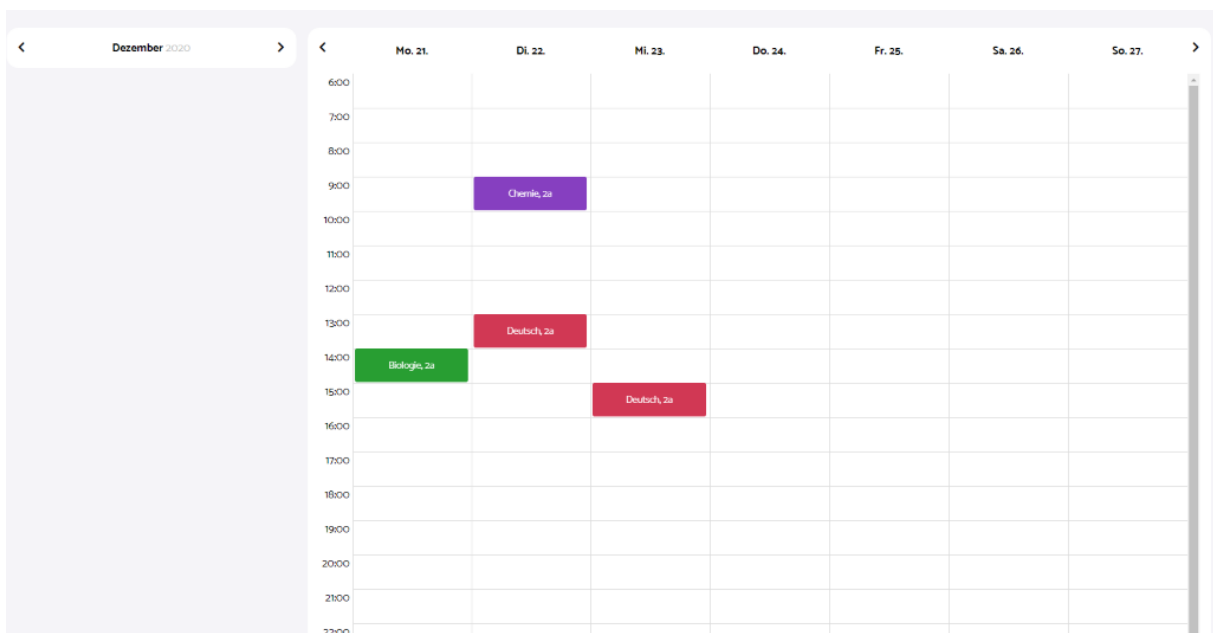 Dezember 2020
Mo. 21. Di. 22. Mi. 23. Do. 24. Fr. 25. Sa. 26. So. 27.
6:00
7:00
8:00
9:00
Chemie, 2a
10:00
11:00
12:00
13:00
Deutsch, 2a
14:00
Biologie, 2a
15:00
Deutsch, 2a
16:00
17:00
18:00
19:00
20:00
21:00
22:00